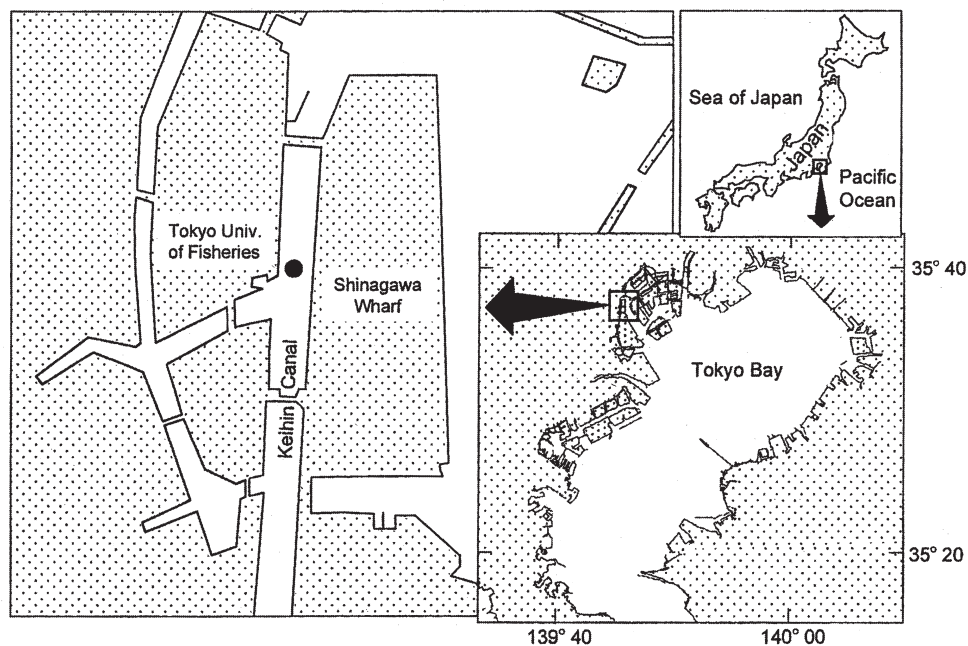 Tokyo Univ.
of Fisheries
Shinagawa
Wharf
Keihin Canal
Sea of Japan
Japan
Pacific
Ocean
Tokyo Bay
35° 40
35° 20
139° 40
140° 00